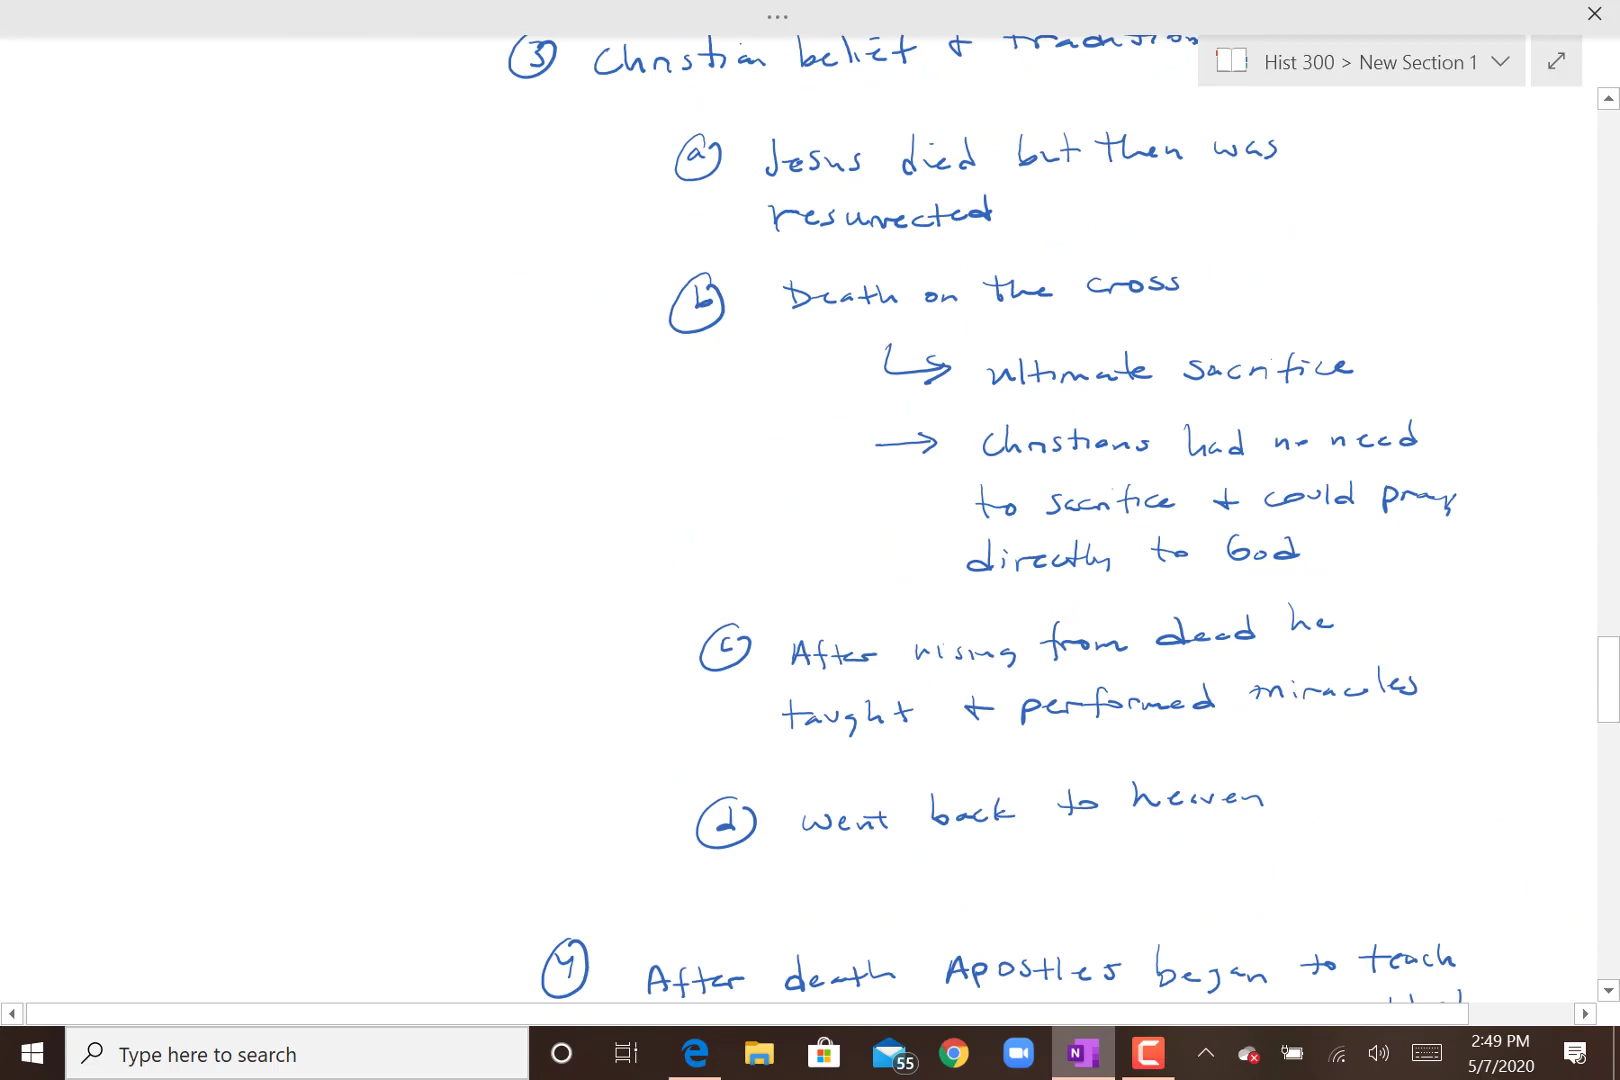 Hist 300 > New Section 1
③ Christian belief + tradition
ⓐ Jesus died but then was
resurrected
ⓑ Death on the cross
↳ ultimate sacrifice
→ Christians had no need
to sacrifice + could pray
directly to God
ⓒ After rising from dead he
taught + performed miracles
ⓓ went back to heaven
④ After death Apostles began to teach
Type here to search
55
2:49 PM
5/7/2020